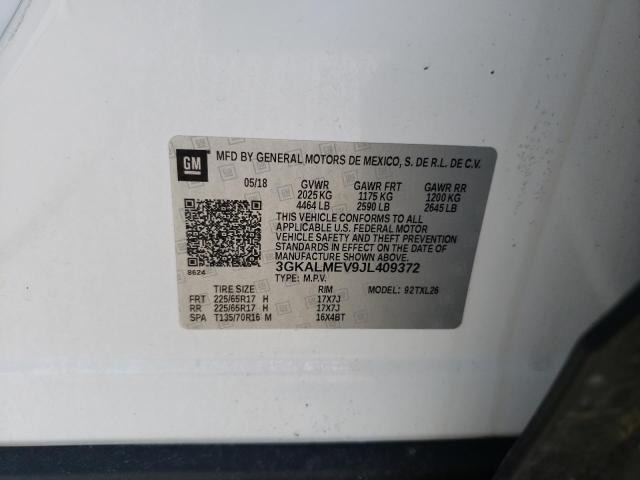 GM
MFD BY GENERAL MOTORS DE MEXICO, S. DE R.L. DE C.V.
05/18 GVWR GAWR FRT GAWR RR
2025 KG 1175 KG 1200 KG
4464 LB 2590 LB 2645 LB
THIS VEHICLE CONFORMS TO ALL
APPLICABLE U.S. FEDERAL MOTOR
VEHICLE SAFETY AND THEFT PREVENTION
STANDARDS IN EFFECT ON THE DATE OF
MANUFACTURE SHOWN ABOVE.
8624 3GKALMEV9JL409372
TYPE: M.P.V.
TIRE SIZE RIM MODEL: 92TXL26
FRT 225/65R17 H 17X7J
RR 225/65R17 H 17X7J
SPA T135/70R16 M 16X4BT